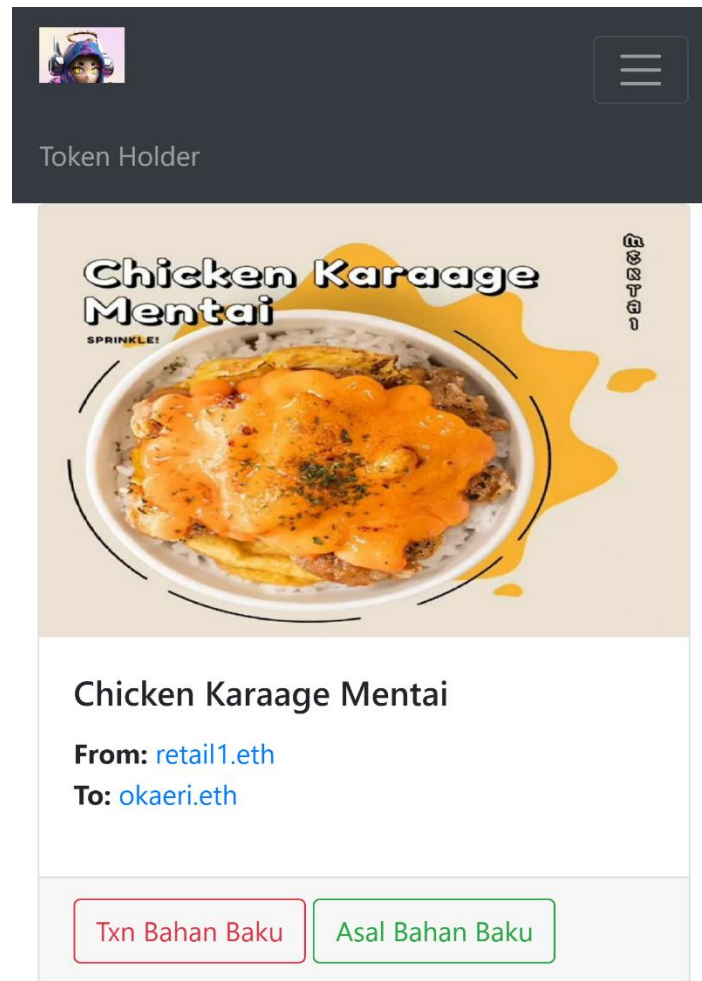 Token Holder
Chicken Karaage
Mentai
SPRINKLE!
MENTAI
Chicken Karaage Mentai
From: retail1.eth
To: okaeri.eth
Txn Bahan Baku
Asal Bahan Baku